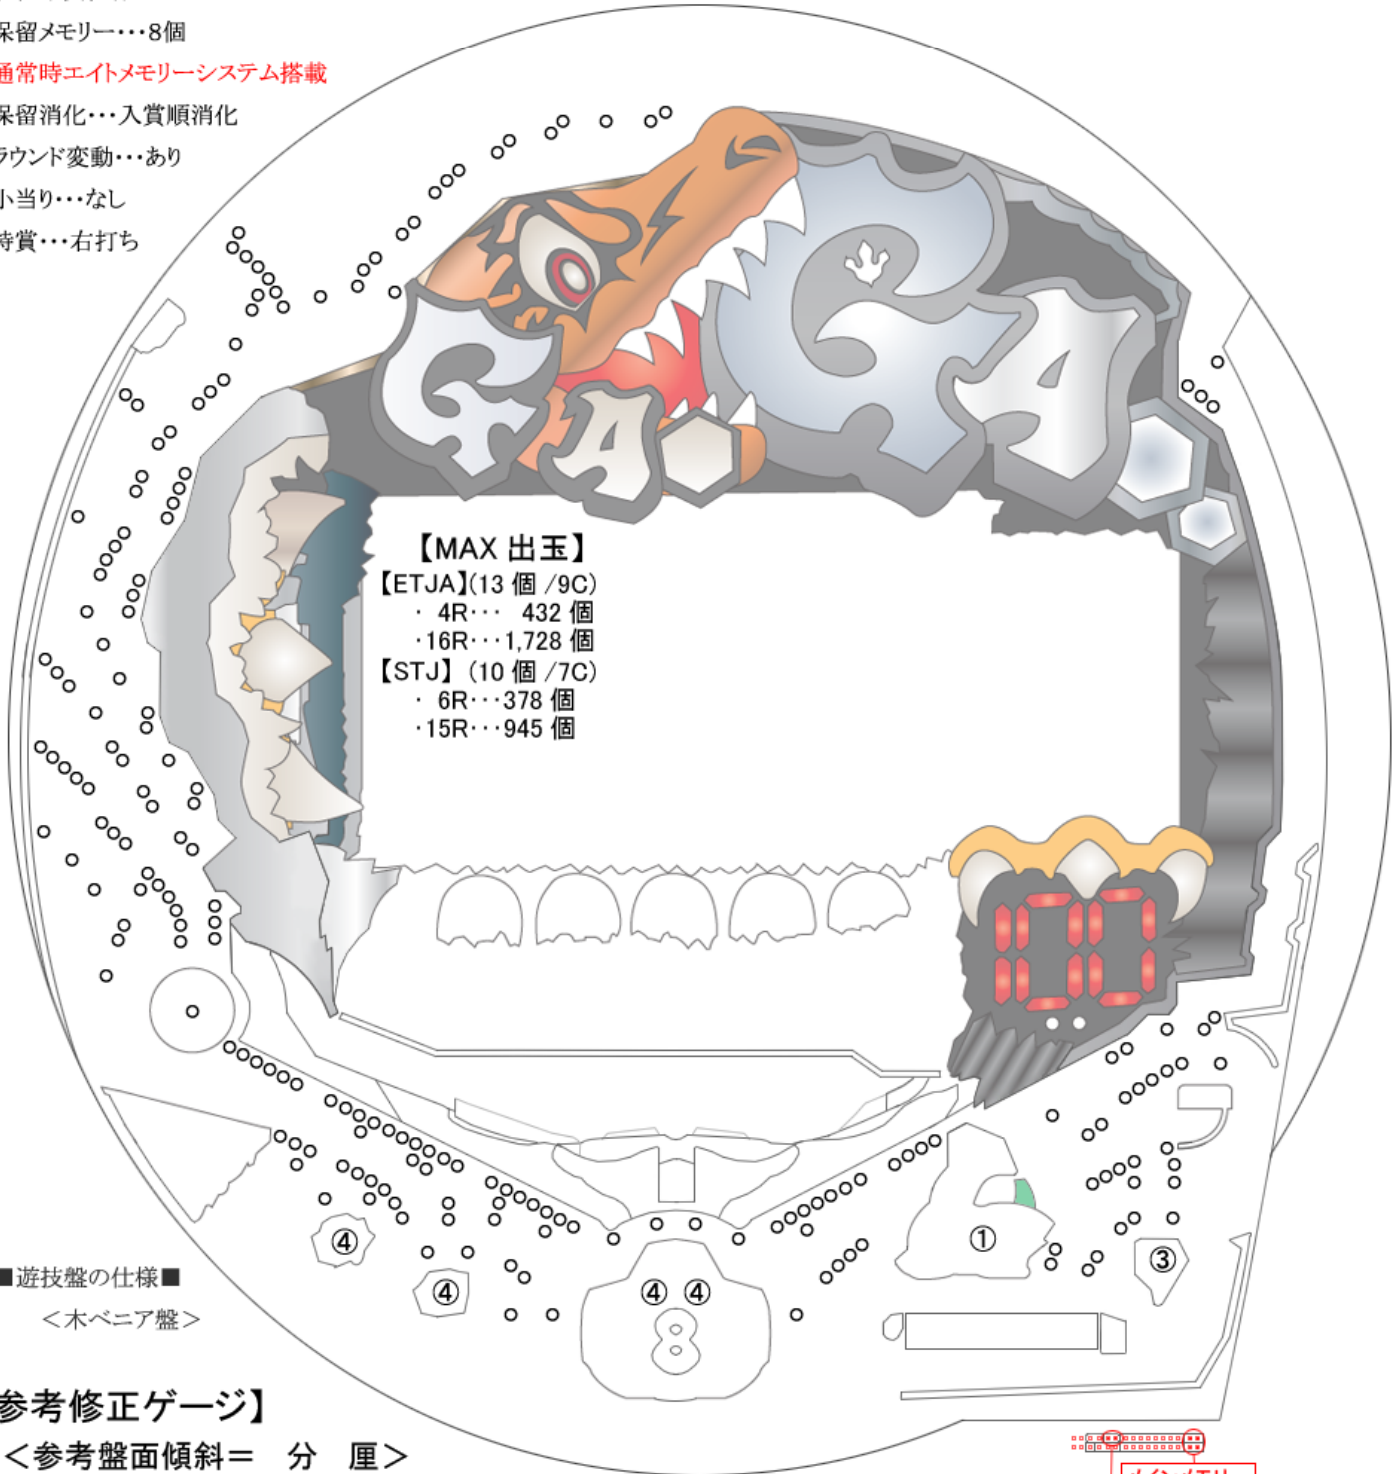 保留メモリー・・・8個
通常時エイトメモリーシステム搭載
保留消化・・・入賞順消化
ラウンド変動・・・あり
小当り・・・なし
特賞・・・右打ち
GAOGA
【MAX 出玉】
【ETJA】(13 個 /9C)
・ 4R・・・ 432 個
・16R・・・1,728 個
【STJ】 (10 個 /7C)
・ 6R・・・378 個
・15R・・・945 個
00
①
③
④
④
④ ④
8
■遊技盤の仕様■
＜木ベニア盤＞
参考修正ゲージ】
＜参考盤面傾斜＝ 分 厘＞